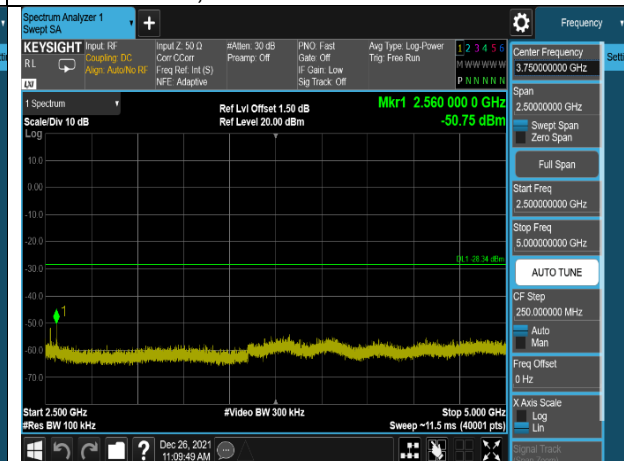 Spectrum Analyzer 1
Swept SA
+
Frequency
KEYSIGHT
RL
LXI
Input: RF
Coupling: DC
Align: Auto/No RF
Input Z: 50 Ω
Corr CCorr
Freq Ref: Int (S)
NFE: Adaptive
#Atten: 30 dB
Preamp: Off
PNO: Fast
Gate: Off
IF Gain: Low
Sig Track: Off
Avg Type: Log-Power
Trig: Free Run
1 2 3 4 5 6
M W W W W W
P N N N N N
1 Spectrum
Scale/Div 10 dB
Log
Ref Lvl Offset 1.50 dB
Ref Level 20.00 dBm
Mkr1 2.560 000 0 GHz
-50.75 dBm
10.0
0.00
-10.0
-20.0
-30.0
-40.0
-50.0
-60.0
-70.0
DL1 -28.34 dBm
1
Start 2.500 GHz
#Res BW 100 kHz
#Video BW 300 kHz
Stop 5.000 GHz
Sweep ~11.5 ms (40001 pts)
?
Dec 26, 2021
11:09:49 AM
Center Frequency
3.750000000 GHz
Span
2.50000000 GHz
Swept Span
Zero Span
Full Span
Start Freq
2.500000000 GHz
Stop Freq
5.000000000 GHz
AUTO TUNE
CF Step
250.000000 MHz
Auto
Man
Freq Offset
0 Hz
X Axis Scale
Log
Lin
Signal Track